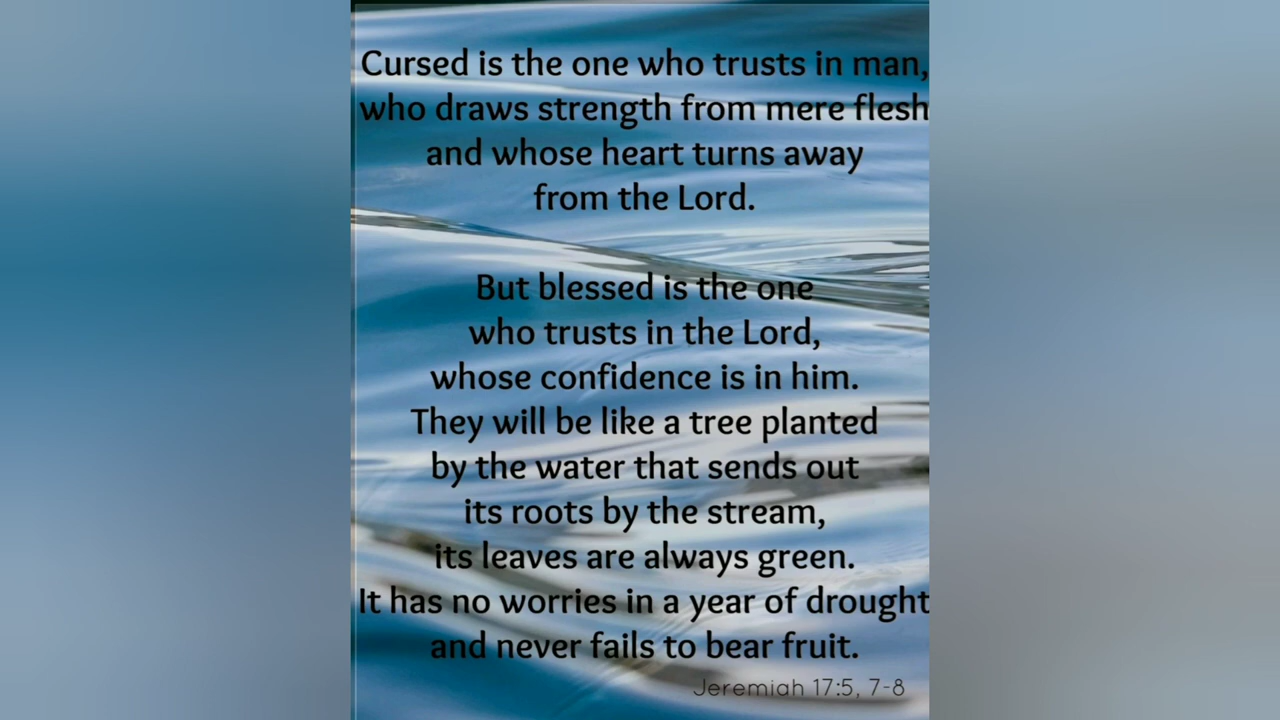 Cursed is the one who trusts in man,
who draws strength from mere flesh
and whose heart turns away
from the Lord.
But blessed is the one
who trusts in the Lord,
whose confidence is in him.
They will be like a tree planted
by the water that sends out
its roots by the stream,
its leaves are always green.
It has no worries in a year of drought
and never fails to bear fruit.
Jeremiah 17:5, 7-8